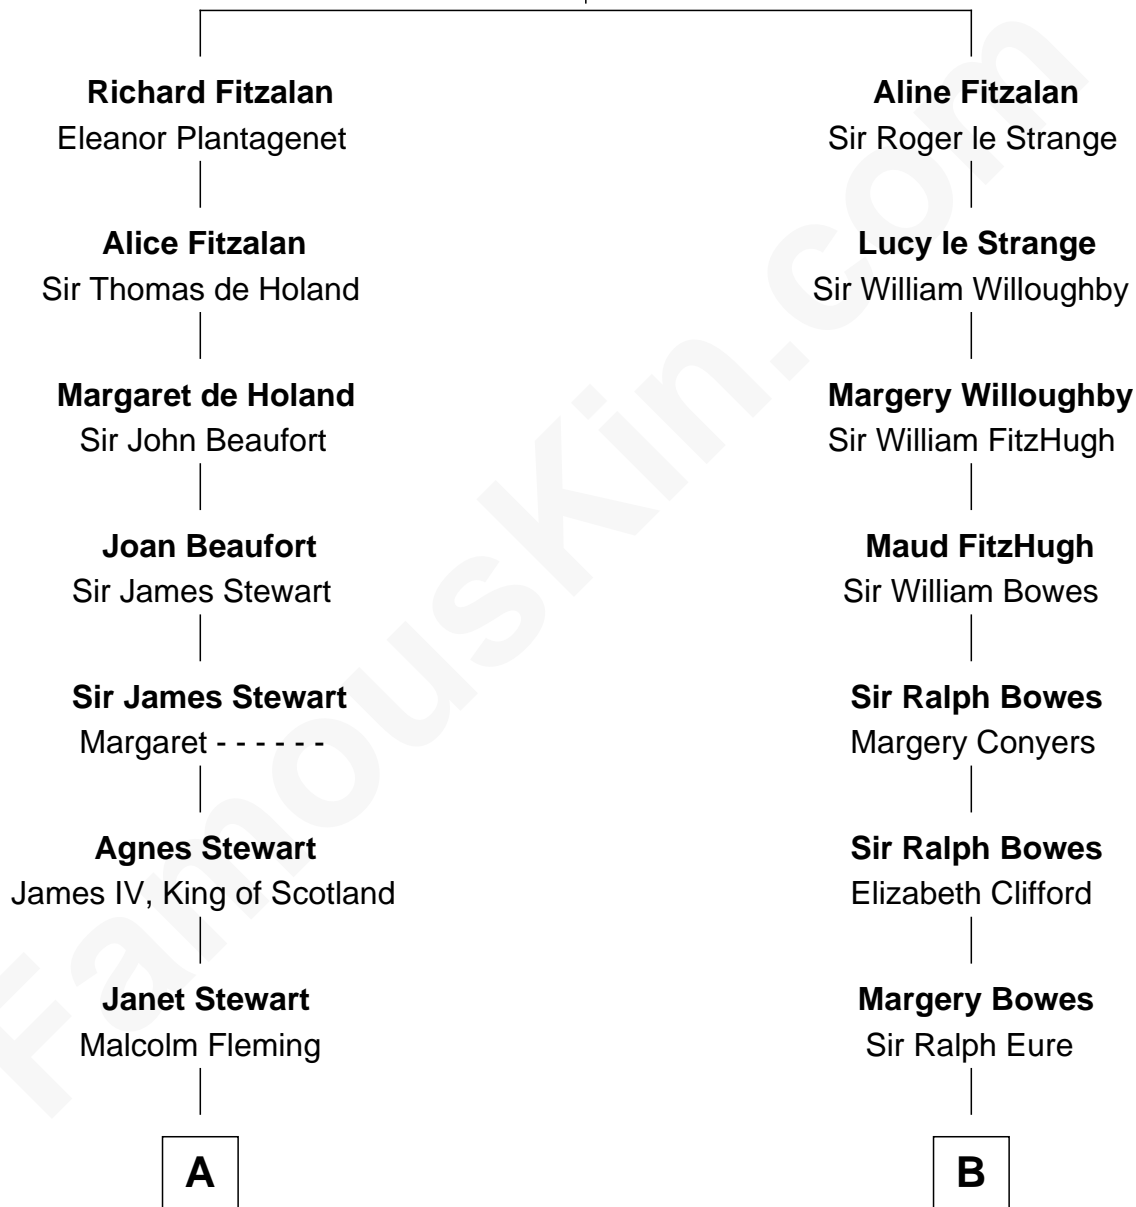 Richard Fitzalan
Eleanor Plantagenet
Alice Fitzalan
Sir Thomas de Holand
Margaret de Holand
Sir John Beaufort
Joan Beaufort
Sir James Stewart
Sir James Stewart
Margaret - - - - - -
Agnes Stewart
James IV, King of Scotland
Janet Stewart
Malcolm Fleming
A
Aline Fitzalan
Sir Roger le Strange
Lucy le Strange
Sir William Willoughby
Margery Willoughby
Sir William FitzHugh
Maud FitzHugh
Sir William Bowes
Sir Ralph Bowes
Margery Conyers
Sir Ralph Bowes
Elizabeth Clifford
Margery Bowes
Sir Ralph Eure
B
FamousKin.com